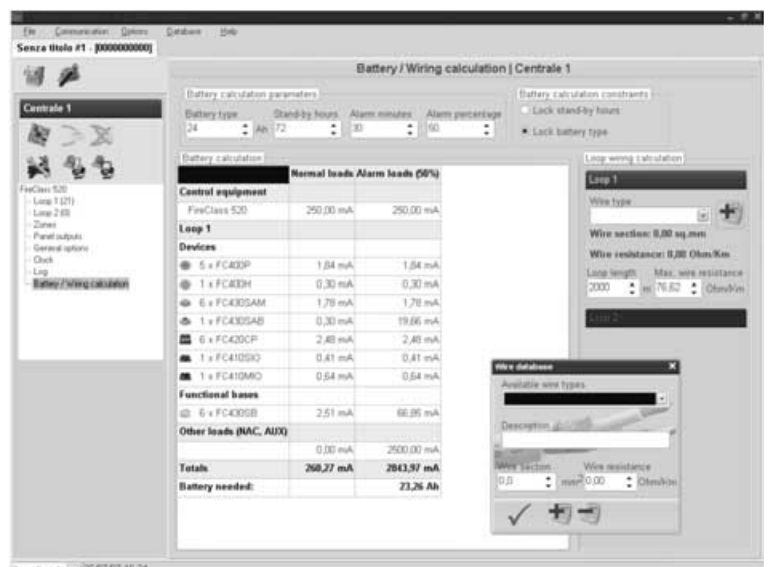 File Communication Options Database Help
Senza titolo #1 - [0000000000]
Battery / Wiring calculation | Centrale 1
Centrale 1
Battery calculation parameters
Battery type Stand-by hours Alarm minutes Alarm percentage
24 Ah 72 30 50
Battery calculation constraints
Lock stand-by hours
Lock battery type
FireClass 520
Loop 1 (21)
Loop 2 (0)
Zones
Panel outputs
General options
Clock
Log
Battery / Wiring calculation
Battery calculation
Normal loads Alarm loads (50%)
Control equipment
FireClass 520 250,00 mA 250,00 mA
Loop 1
Devices
5 x FC400P 1,84 mA 1,84 mA
1 x FC400H 0,30 mA 0,30 mA
6 x FC430SAM 1,78 mA 1,78 mA
1 x FC430SAB 0,30 mA 19,66 mA
6 x FC420CP 2,48 mA 2,48 mA
1 x FC410SIO 0,41 mA 0,41 mA
1 x FC410MIO 0,64 mA 0,64 mA
Functional bases
6 x FC430SB 2,51 mA 66,86 mA
Other loads (NAC, AUX)
0,00 mA 2500,00 mA
Totals 260,27 mA 2843,97 mA
Battery needed: 23,26 Ah
Loop wiring calculation
Loop 1
Wire type
Wire section: 0,00 sq.mm
Wire resistance: 0,00 Ohm/Km
Loop length Max. wire resistance
2000 m 76,62 Ohm/Km
Loop 2
Wire database
Available wire types
Description
Wire Section Wire resistance
0,0 mm² 0,00 Ohm/Km